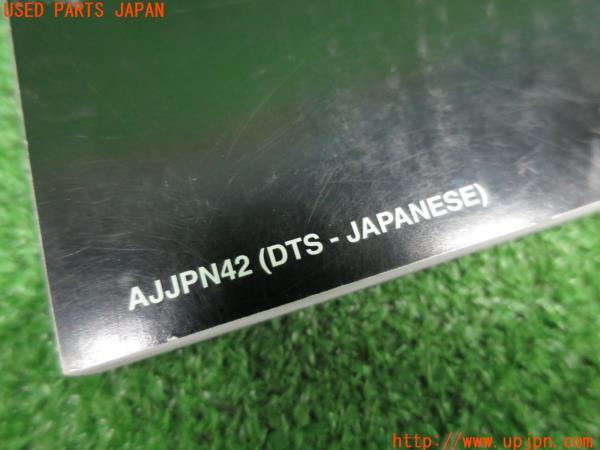 USED PARTS JAPAN
AJJPN42 (DTS - JAPANESE)
http://www.upjpn.com/